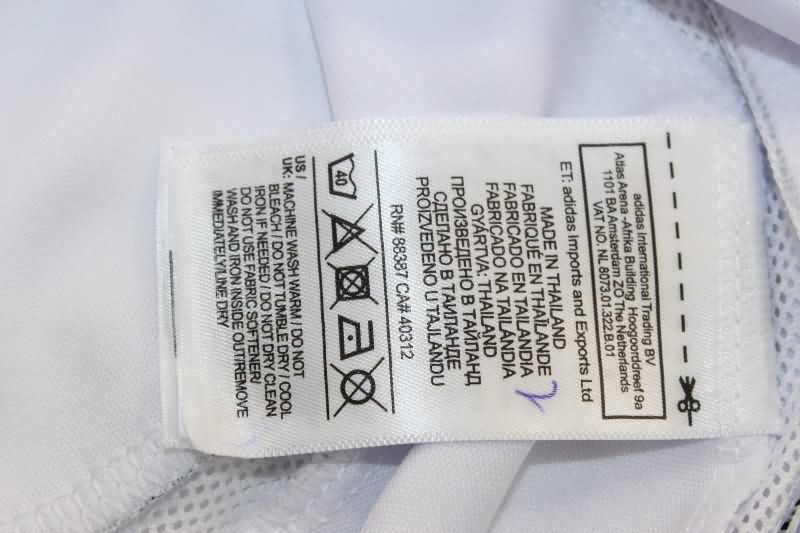 adidas International Trading BV
Atlas Arena -Afrika Building Hoogoorddreef 9a
1101 BA Amsterdam ZO The Netherlands
VAT NO. NL.8073.01.322.B.01
ET: adidas Imports and Exports Ltd
MADE IN THAILAND
FABRIQUÉ EN THAÏLANDE
FABRICADO EN TAILANDIA
FABRICADO NA TAILÂNDIA
GYÁRTVA: THAILAND
ПРОИЗВЕДЕНО В ТАЙЛАНД
СДЕЛАНО В ТАИЛАНДЕ
PROIZVEDENO U TAJLANDU
RN# 88387 CA# 40312
40
US /
UK: MACHINE WASH WARM / DO NOT
BLEACH / DO NOT TUMBLE DRY / COOL
IRON IF NEEDED / DO NOT DRY CLEAN
DO NOT USE FABRIC SOFTENER/
WASH AND IRON INSIDE OUT/REMOVE
IMMEDIATELY/LINE DRY